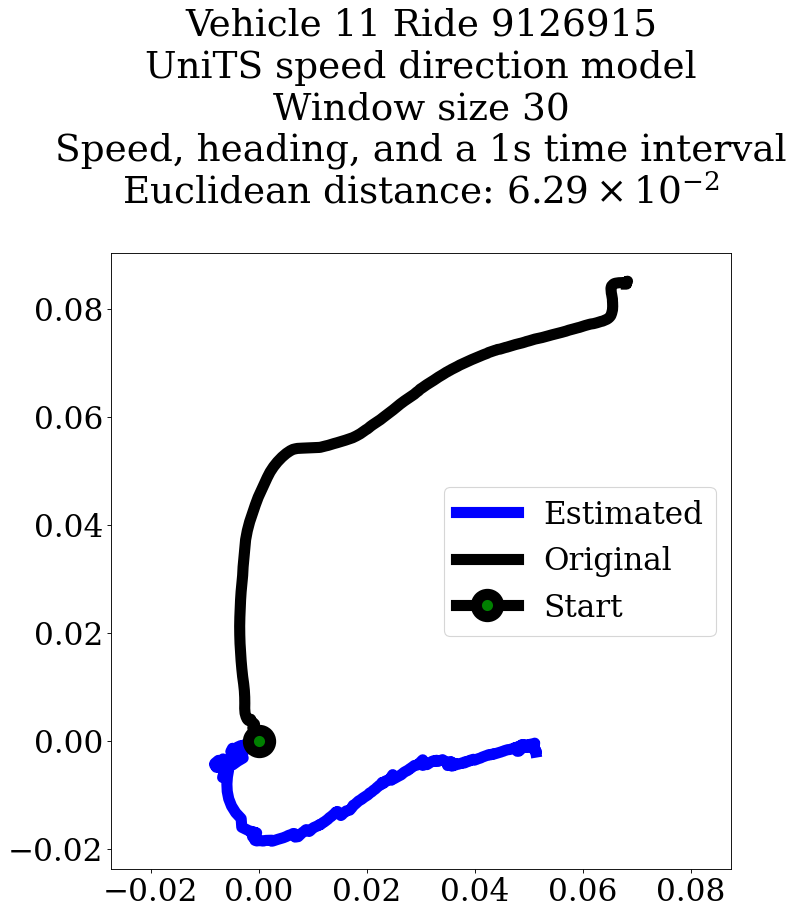 Vehicle 11 Ride 9126915
UniTS speed direction model
Window size 30
Speed, heading, and a 1s time interval
Euclidean distance: 6.29 × 10⁻²
0.08
0.06
0.04
0.02
0.00
−0.02
Estimated
Original
Start
−0.02 0.00 0.02 0.04 0.06 0.08